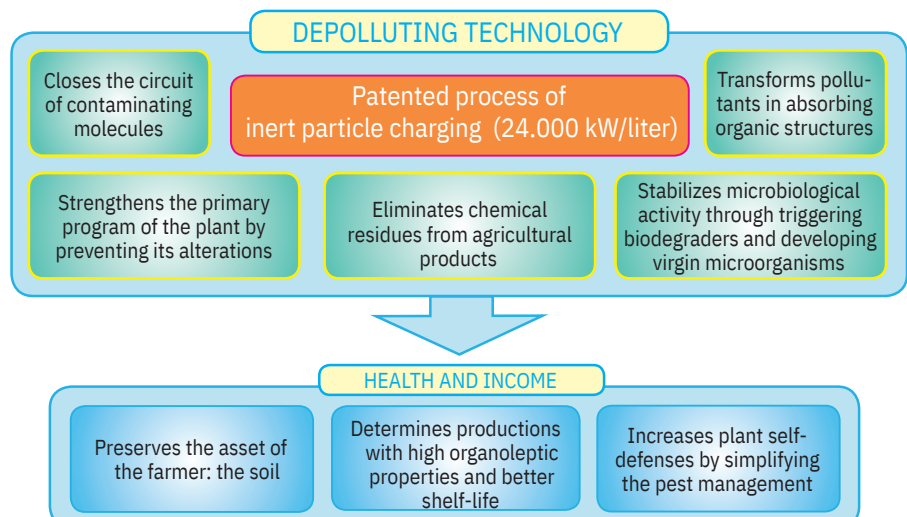 DEPOLLUTING TECHNOLOGY
Closes the circuit
of contaminating
molecules
Patented process of
inert particle charging (24.000 kW/liter)
Transforms pollu-
tants in absorbing
organic structures
Strengthens the primary
program of the plant by
preventing its alterations
Eliminates chemical
residues from agricultural
products
Stabilizes microbiological
activity through triggering
biodegraders and developing
virgin microorganisms
HEALTH AND INCOME
Preserves the asset of
the farmer: the soil
Determines productions
with high organoleptic
properties and better
shelf-life
Increases plant self-
defenses by simplifying
the pest management